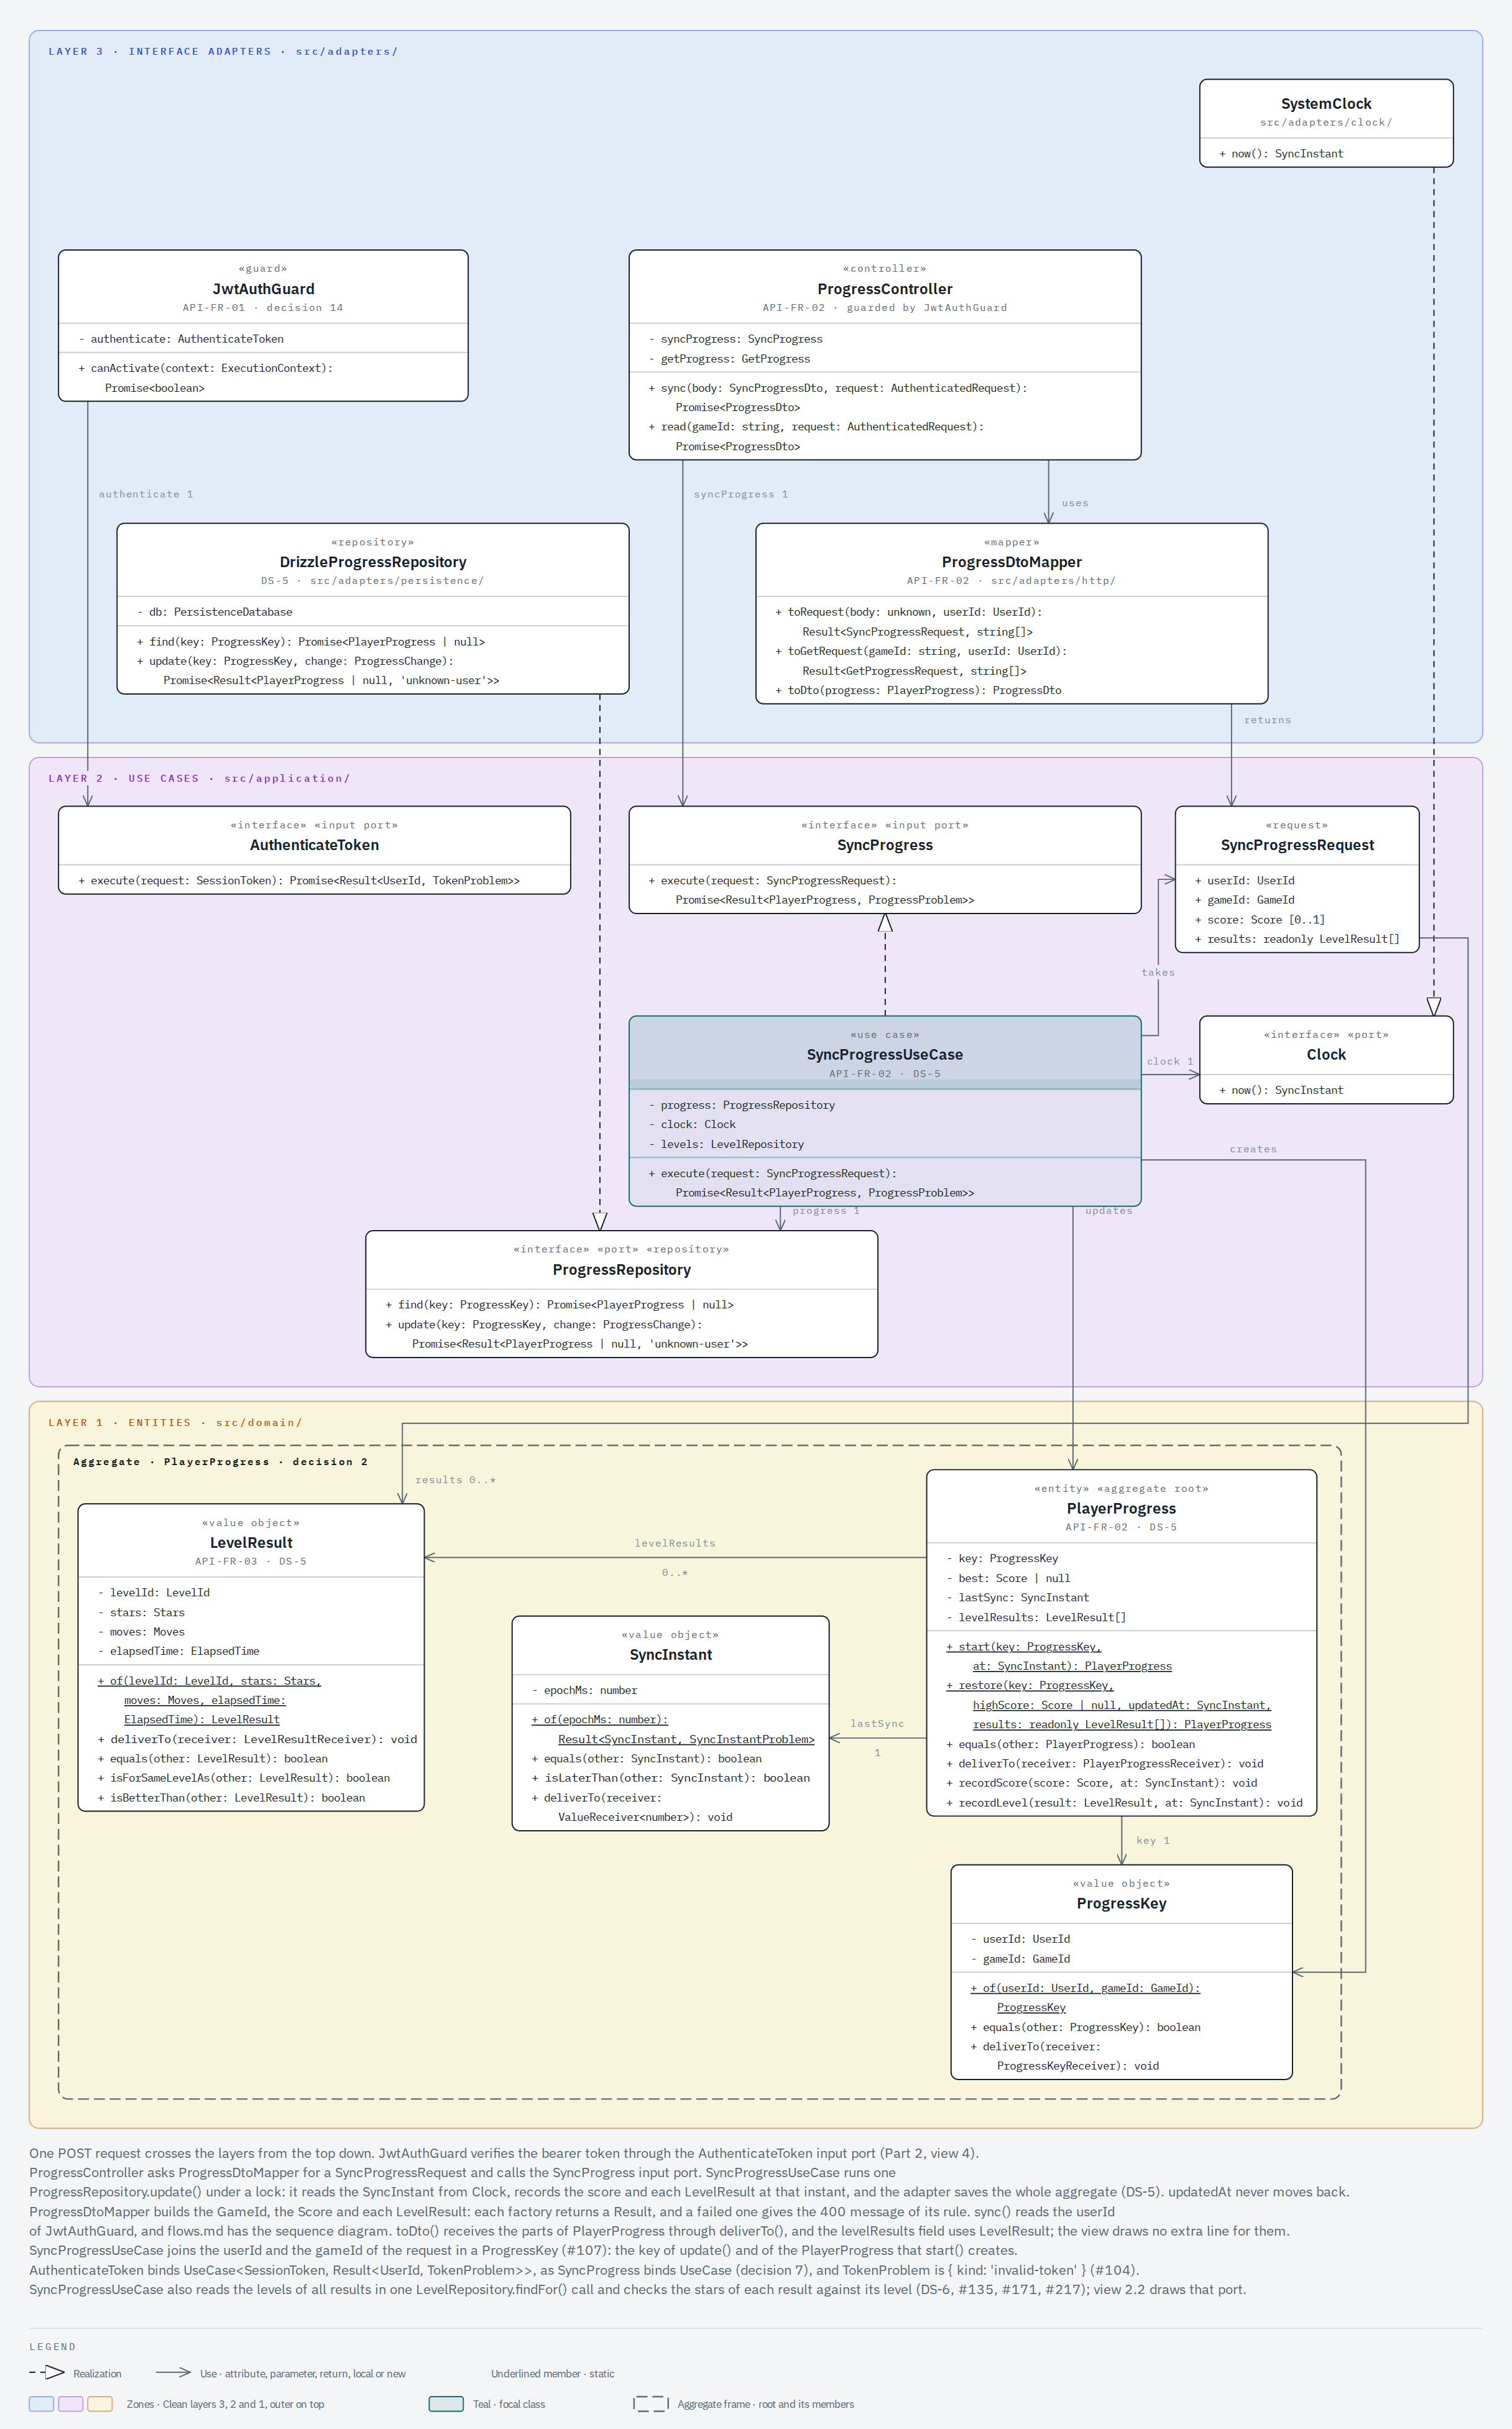 LAYER 3 · INTERFACE ADAPTERS · src/adapters/
SystemClock
src/adapters/clock/
+ now(): SyncInstant
«guard»
JwtAuthGuard
API-FR-01 · decision 14
- authenticate: AuthenticateToken
+ canActivate(context: ExecutionContext):
Promise<boolean>
«controller»
ProgressController
API-FR-02 · guarded by JwtAuthGuard
- syncProgress: SyncProgress
- getProgress: GetProgress
+ sync(body: SyncProgressDto, request: AuthenticatedRequest):
Promise<ProgressDto>
+ read(gameId: string, request: AuthenticatedRequest):
Promise<ProgressDto>
authenticate 1
syncProgress 1
uses
«repository»
DrizzleProgressRepository
DS-5 · src/adapters/persistence/
- db: PersistenceDatabase
+ find(key: ProgressKey): Promise<PlayerProgress | null>
+ update(key: ProgressKey, change: ProgressChange):
Promise<Result<PlayerProgress | null, 'unknown-user'>>
«mapper»
ProgressDtoMapper
API-FR-02 · src/adapters/http/
+ toRequest(body: unknown, userId: UserId):
Result<SyncProgressRequest, string[]>
+ toGetRequest(gameId: string, userId: UserId):
Result<GetProgressRequest, string[]>
+ toDto(progress: PlayerProgress): ProgressDto
returns
LAYER 2 · USE CASES · src/application/
«interface» «input port»
AuthenticateToken
+ execute(request: SessionToken): Promise<Result<UserId, TokenProblem>>
«interface» «input port»
SyncProgress
+ execute(request: SyncProgressRequest):
Promise<Result<PlayerProgress, ProgressProblem>>
«request»
SyncProgressRequest
+ userId: UserId
+ gameId: GameId
+ score: Score [0..1]
+ results: readonly LevelResult[]
takes
«use case»
SyncProgressUseCase
API-FR-02 · DS-5
- progress: ProgressRepository
- clock: Clock
- levels: LevelRepository
+ execute(request: SyncProgressRequest):
Promise<Result<PlayerProgress, ProgressProblem>>
clock 1
«interface» «port»
Clock
+ now(): SyncInstant
creates
progress 1
updates
«interface» «port» «repository»
ProgressRepository
+ find(key: ProgressKey): Promise<PlayerProgress | null>
+ update(key: ProgressKey, change: ProgressChange):
Promise<Result<PlayerProgress | null, 'unknown-user'>>
LAYER 1 · ENTITIES · src/domain/
Aggregate · PlayerProgress · decision 2
results 0..*
«value object»
LevelResult
API-FR-03 · DS-5
- levelId: LevelId
- stars: Stars
- moves: Moves
- elapsedTime: ElapsedTime
+ of(levelId: LevelId, stars: Stars,
moves: Moves, elapsedTime:
ElapsedTime): LevelResult
+ deliverTo(receiver: LevelResultReceiver): void
+ equals(other: LevelResult): boolean
+ isForSameLevelAs(other: LevelResult): boolean
+ isBetterThan(other: LevelResult): boolean
levelResults
0..*
«value object»
SyncInstant
- epochMs: number
+ of(epochMs: number):
Result<SyncInstant, SyncInstantProblem>
+ equals(other: SyncInstant): boolean
+ isLaterThan(other: SyncInstant): boolean
+ deliverTo(receiver:
ValueReceiver<number>): void
lastSync
1
«entity» «aggregate root»
PlayerProgress
API-FR-02 · DS-5
- key: ProgressKey
- best: Score | null
- lastSync: SyncInstant
- levelResults: LevelResult[]
+ start(key: ProgressKey,
at: SyncInstant): PlayerProgress
+ restore(key: ProgressKey,
highScore: Score | null, updatedAt: SyncInstant,
results: readonly LevelResult[]): PlayerProgress
+ equals(other: PlayerProgress): boolean
+ deliverTo(receiver: PlayerProgressReceiver): void
+ recordScore(score: Score, at: SyncInstant): void
+ recordLevel(result: LevelResult, at: SyncInstant): void
key 1
«value object»
ProgressKey
- userId: UserId
- gameId: GameId
+ of(userId: UserId, gameId: GameId):
ProgressKey
+ equals(other: ProgressKey): boolean
+ deliverTo(receiver:
ProgressKeyReceiver): void
One POST request crosses the layers from the top down. JwtAuthGuard verifies the bearer token through the AuthenticateToken input port (Part 2, view 4).
ProgressController asks ProgressDtoMapper for a SyncProgressRequest and calls the SyncProgress input port. SyncProgressUseCase runs one
ProgressRepository.update() under a lock: it reads the SyncInstant from Clock, records the score and each LevelResult at that instant, and the adapter saves the whole aggregate (DS-5). updatedAt never moves back.
ProgressDtoMapper builds the GameId, the Score and each LevelResult: each factory returns a Result, and a failed one gives the 400 message of its rule. sync() reads the userId
of JwtAuthGuard, and flows.md has the sequence diagram. toDto() receives the parts of PlayerProgress through deliverTo(), and the levelResults field uses LevelResult; the view draws no extra line for them.
SyncProgressUseCase joins the userId and the gameId of the request in a ProgressKey (#107): the key of update() and of the PlayerProgress that start() creates.
AuthenticateToken binds UseCase<SessionToken, Result<UserId, TokenProblem>>, as SyncProgress binds UseCase (decision 7), and TokenProblem is { kind: 'invalid-token' } (#104).
SyncProgressUseCase also reads the levels of all results in one LevelRepository.findFor() call and checks the stars of each result against its level (DS-6, #135, #171, #217); view 2.2 draws that port.
LEGEND
Realization
Use · attribute, parameter, return, local or new
Underlined member · static
Zones · Clean layers 3, 2 and 1, outer on top
Teal · focal class
Aggregate frame · root and its members